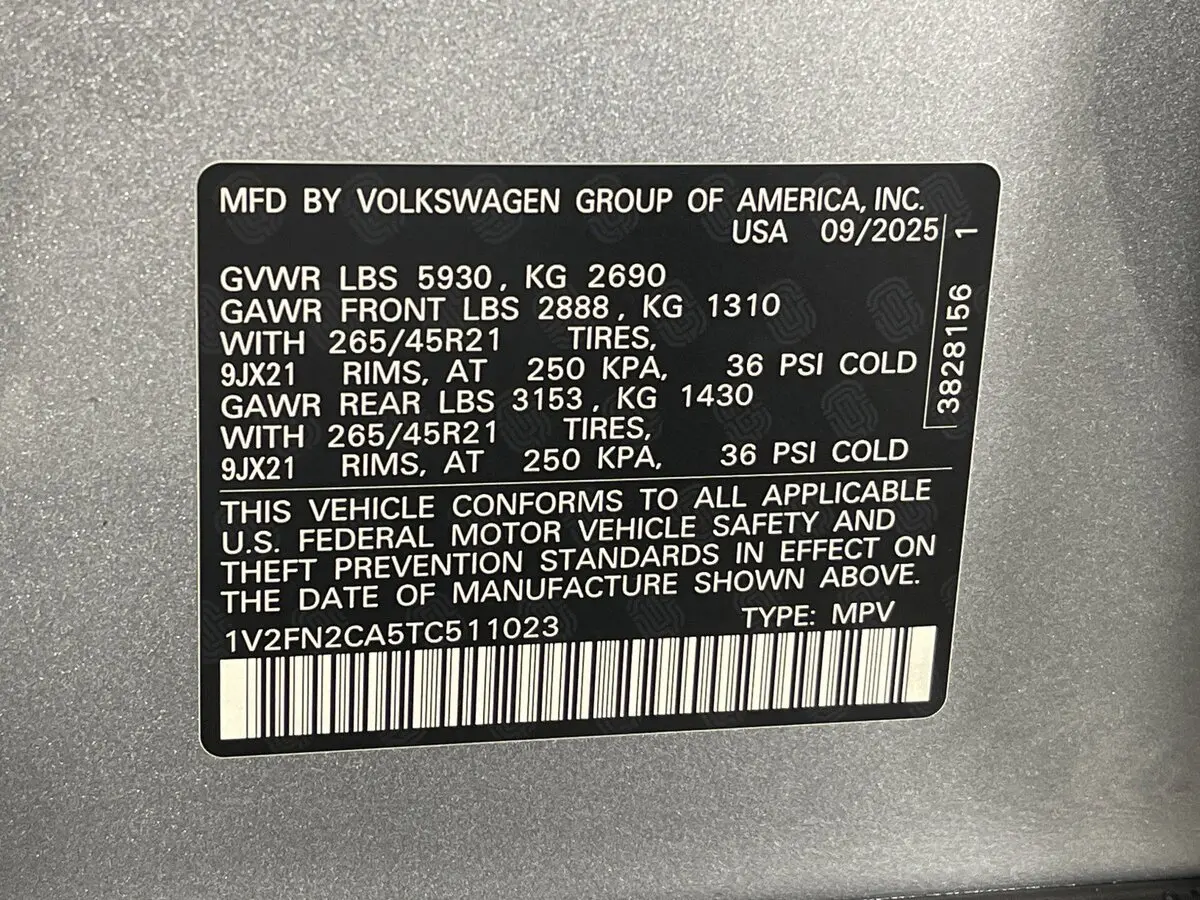 MFD BY VOLKSWAGEN GROUP OF AMERICA, INC.
USA 09/2025
GVWR LBS 5930, KG 2690
GAWR FRONT LBS 2888, KG 1310
WITH 265/45R21 TIRES,
9JX21 RIMS, AT 250 KPA, 36 PSI COLD
GAWR REAR LBS 3153, KG 1430
WITH 265/45R21 TIRES,
9JX21 RIMS, AT 250 KPA, 36 PSI COLD
3828156 1
THIS VEHICLE CONFORMS TO ALL APPLICABLE
U.S. FEDERAL MOTOR VEHICLE SAFETY AND
THEFT PREVENTION STANDARDS IN EFFECT ON
THE DATE OF MANUFACTURE SHOWN ABOVE.
1V2FN2CA5TC511023 TYPE: MPV